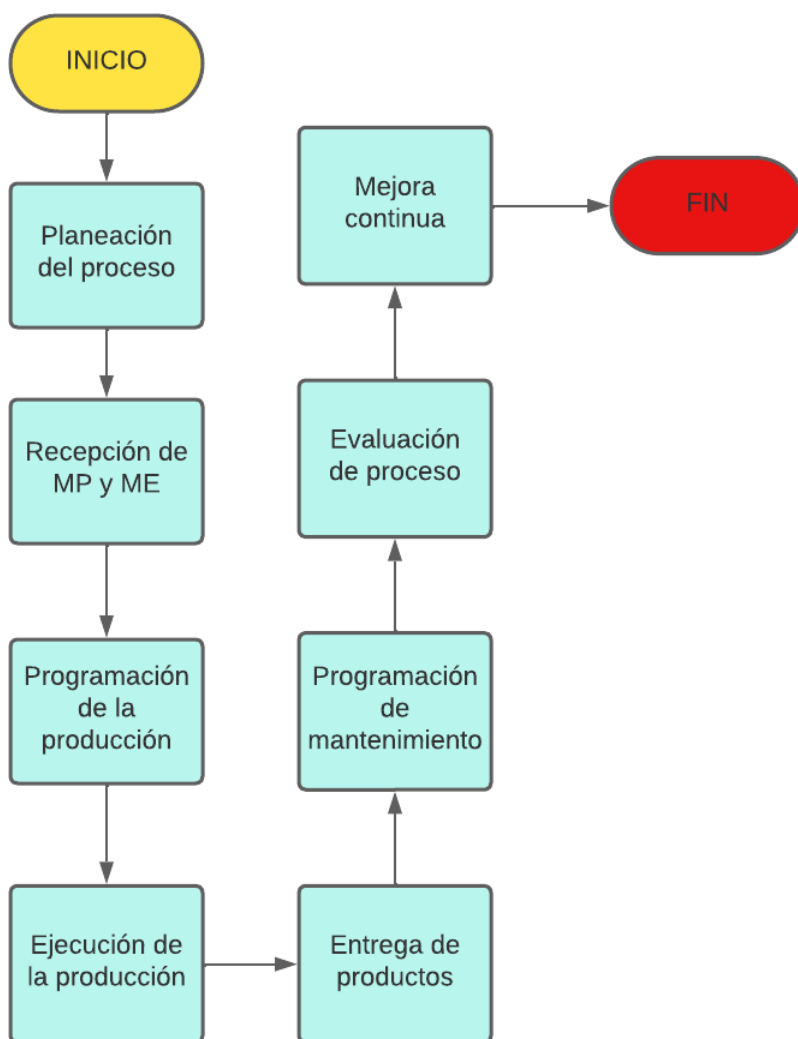 INICIO
Planeación
del proceso
Recepción de
MP y ME
Programación
de la
producción
Ejecución de
la producción
Entrega de
productos
Programación
de
mantenimiento
Evaluación
de proceso
Mejora
continua
FIN